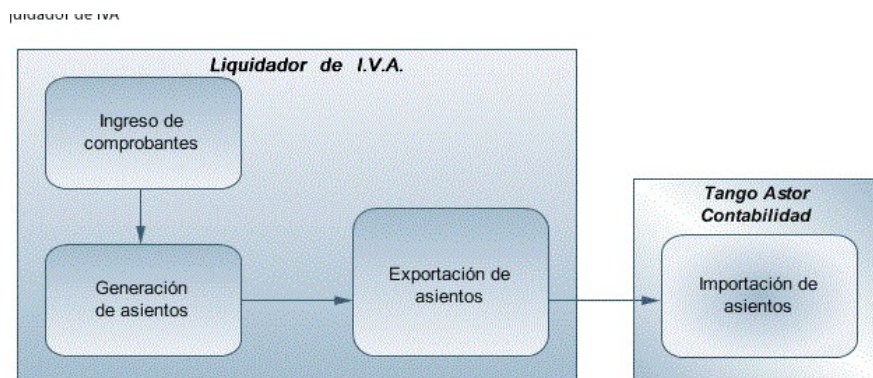 Liquidador de I.V.A.
Ingreso de
comprobantes
Generación
de asientos
Exportación de
asientos
Tango Astor
Contabilidad
Importación de
asientos